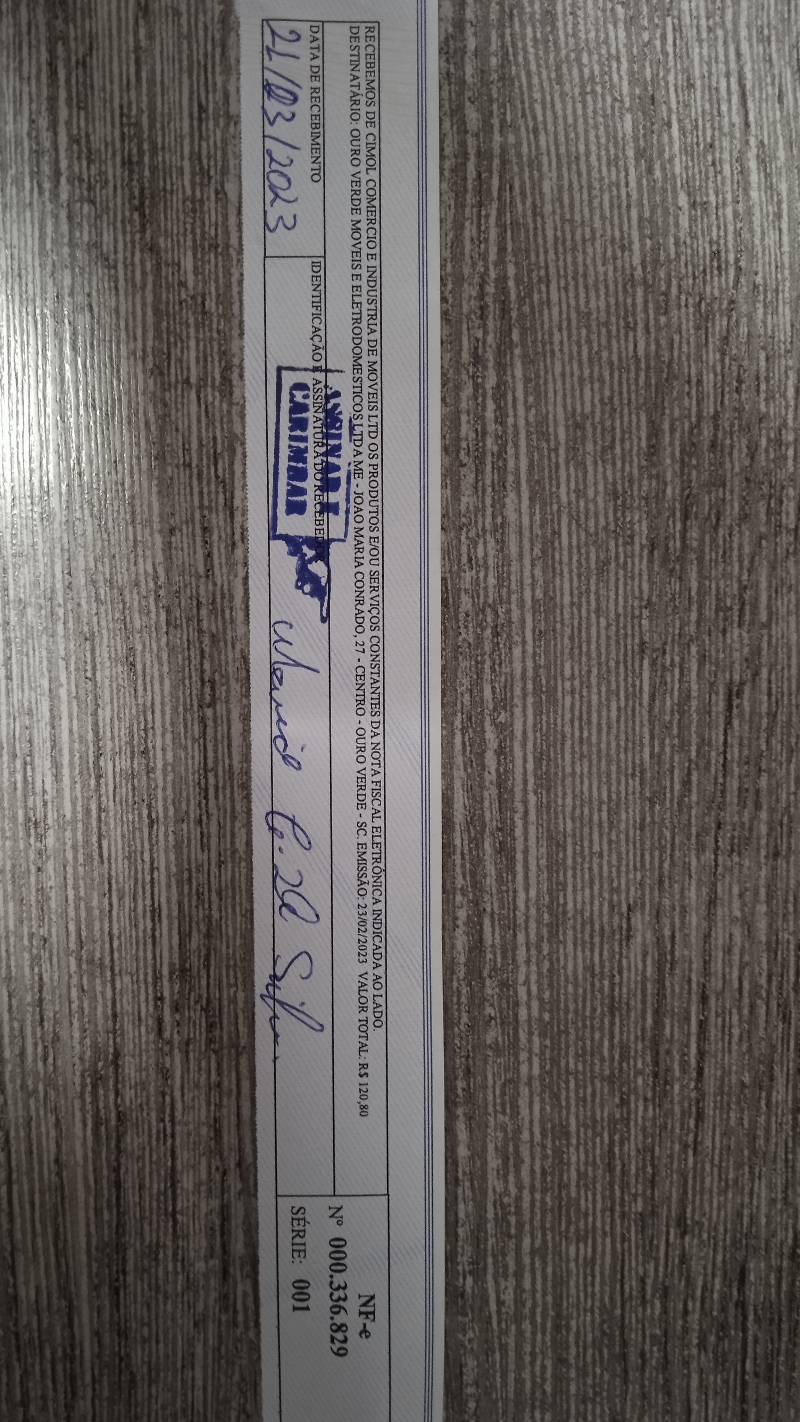 RECEBEMOS DE CIMOL COMERCIO E INDUSTRIA DE MOVEIS LTD OS PRODUTOS E/OU SERVIÇOS CONSTANTES DA NOTA FISCAL ELETRÔNICA INDICADA AO LADO.
DESTINATÁRIO: OURO VERDE MOVEIS E ELETRODOMESTICOS LTDA ME - JOAO MARIA CONRADO, 27 - CENTRO - OURO VERDE - SC. EMISSÃO: 23/02/2023 VALOR TOTAL: R$ 120,80
DATA DE RECEBIMENTO
21/03/2023
IDENTIFICAÇÃO E ASSINATURA DO RECEBEDOR
ASSINAR E
CARIMBAR
da Silva
NF-e
Nº 000.336.829
SÉRIE: 001